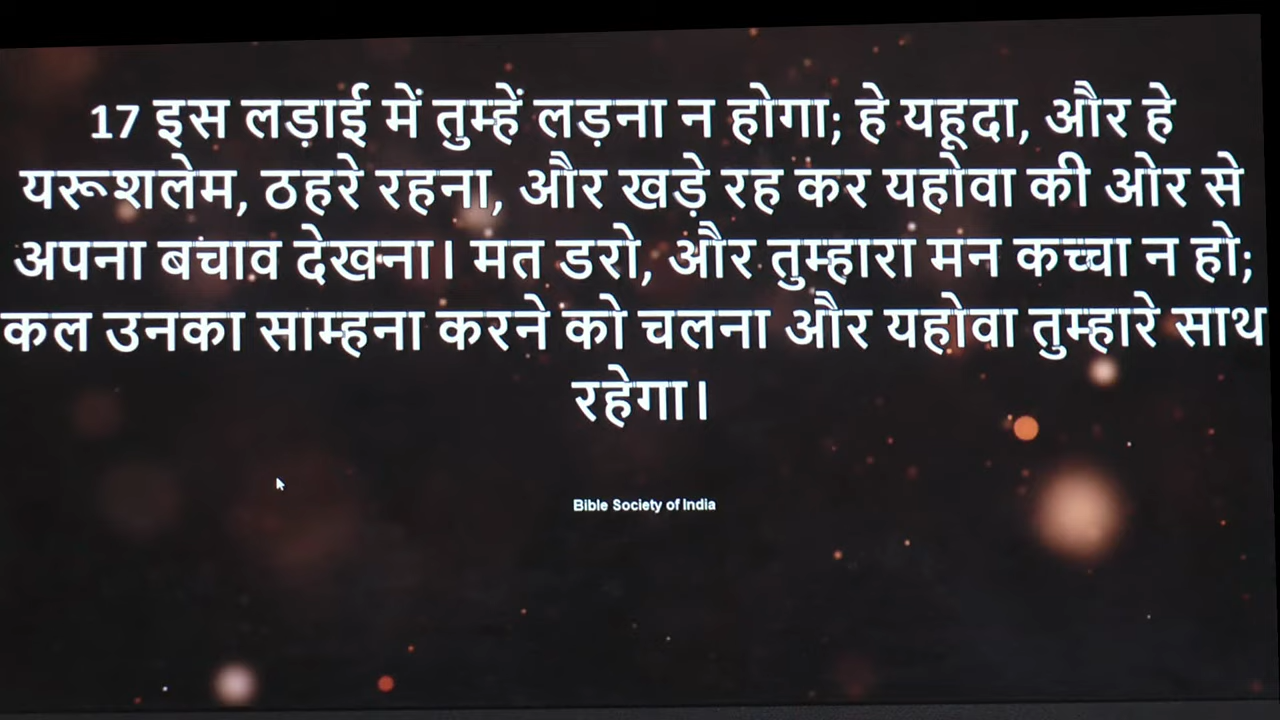 17 इस लड़ाई में तुम्हें लड़ना न होगा; हे यहूदा, और हे
यरूशलेम, ठहरे रहना, और खड़े रह कर यहोवा की ओर से
अपना बचाव देखना। मत डरो, और तुम्हारा मन कच्चा न हो;
कल उनका साम्हना करने को चलना और यहोवा तुम्हारे साथ
रहेगा।
Bible Society of India